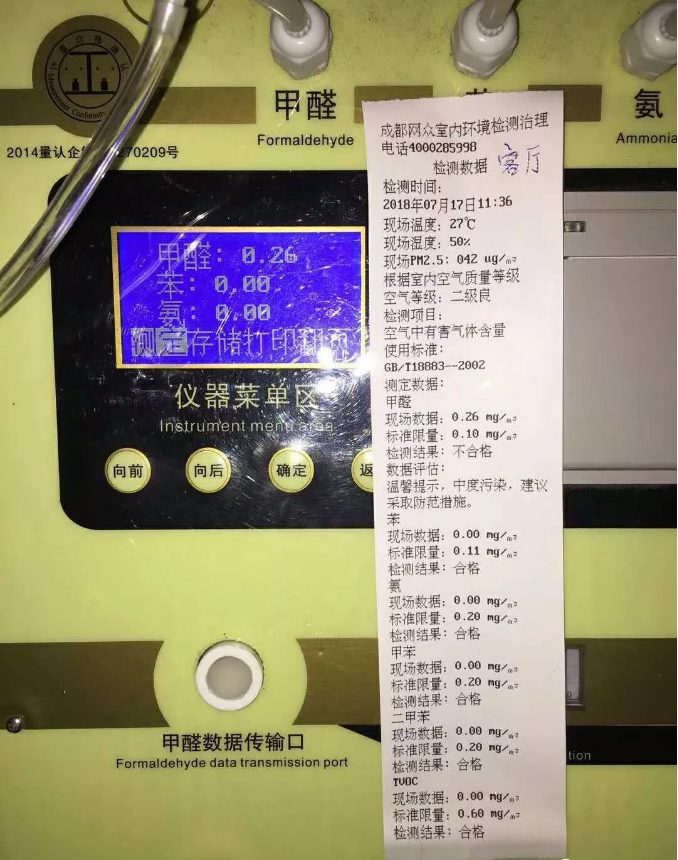 甲醛
Formaldehyde
氨
Ammonia
甲醛: 0.26
苯: 0.00
氨: 0.00
测定存储打印
仪器菜单区
Instrument menu area
向前
向后
确定
甲醛数据传输口
Formaldehyde data transmission port
成都网众室内环境检测治理
电话4000285998
检测数据 客厅
检测时间:
2018年07月17日11:36
现场温度: 27℃
现场湿度: 50%
现场PM2.5: 042 ug/m³
根据室内空气质量等级
空气等级: 二级良
检测项目:
空气中有害气体含量
使用标准:
GB/T18883--2002
测定数据:
甲醛
现场数据: 0.26 mg/m³
标准限量: 0.10 mg/m³
检测结果: 不合格
数据评估:
温馨提示, 中度污染, 建议
采取防范措施。
苯
现场数据: 0.00 mg/m³
标准限量: 0.11 mg/m³
检测结果: 合格
氨
现场数据: 0.00 mg/m³
标准限量: 0.20 mg/m³
检测结果: 合格
甲苯
现场数据: 0.00 mg/m³
标准限量: 0.20 mg/m³
检测结果: 合格
二甲苯
现场数据: 0.00 mg/m³
标准限量: 0.20 mg/m³
检测结果: 合格
TVOC
现场数据: 0.00 mg/m³
标准限量: 0.60 mg/m³
检测结果: 合格